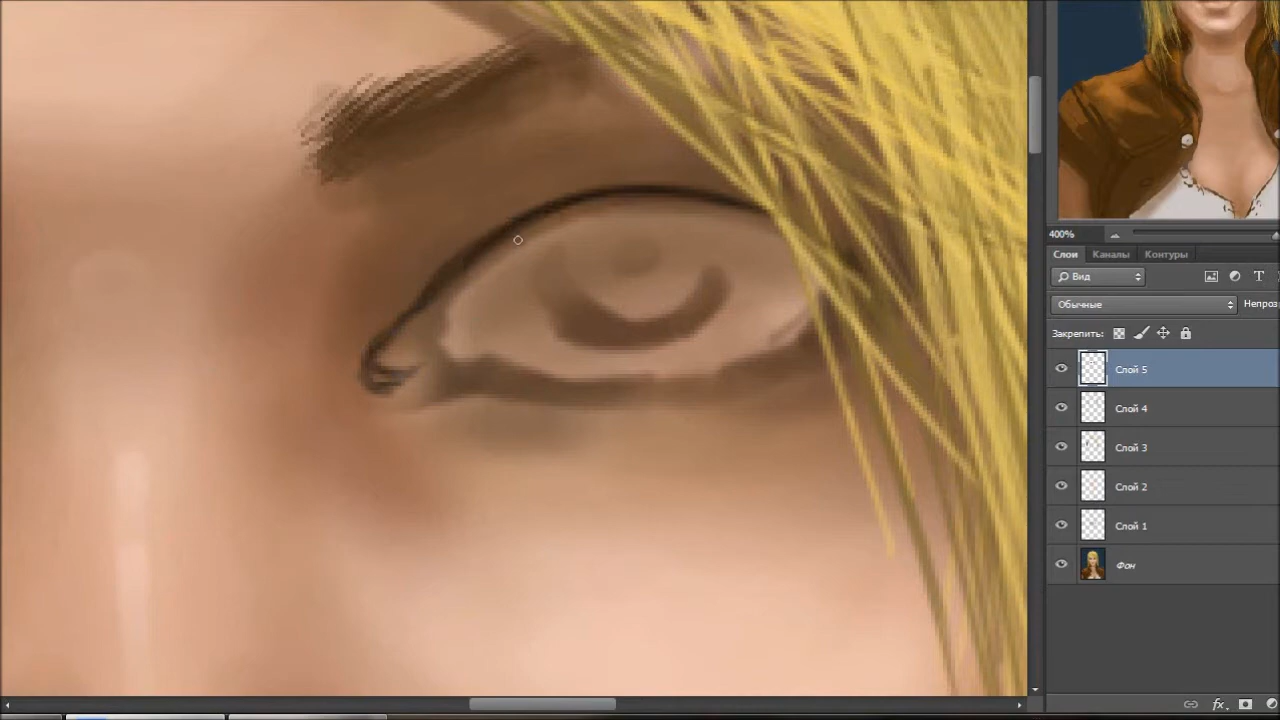 400%
Слои Каналы Контуры
Вид T
Обычные Непроз
Закрепить:
Слой 5
Слой 4
Слой 3
Слой 2
Слой 1
Фон
fx